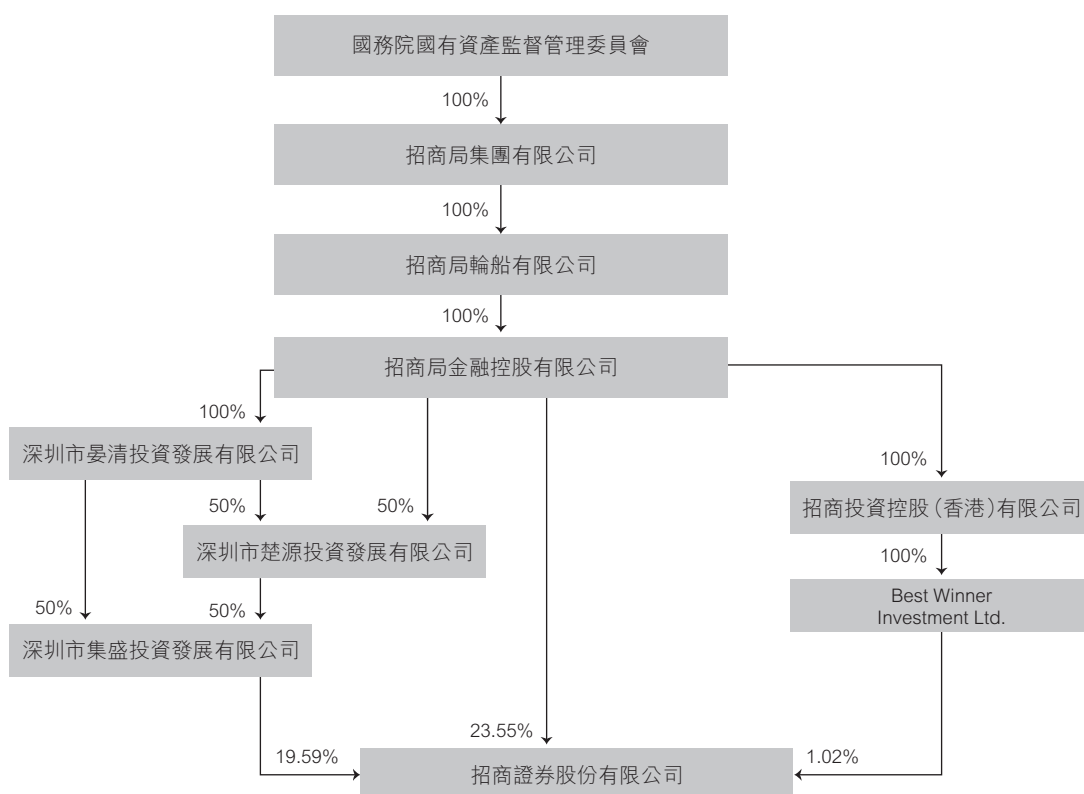 國務院國有資產監督管理委員會
100%
招商局集團有限公司
100%
招商局輪船有限公司
100%
招商局金融控股有限公司
100%
深圳市晏清投資發展有限公司
100%
50%
50%
招商投資控股(香港)有限公司
深圳市楚源投資發展有限公司
100%
50%
50%
Best Winner
Investment Ltd.
深圳市集盛投資發展有限公司
23.55%
19.59%
1.02%
招商證券股份有限公司